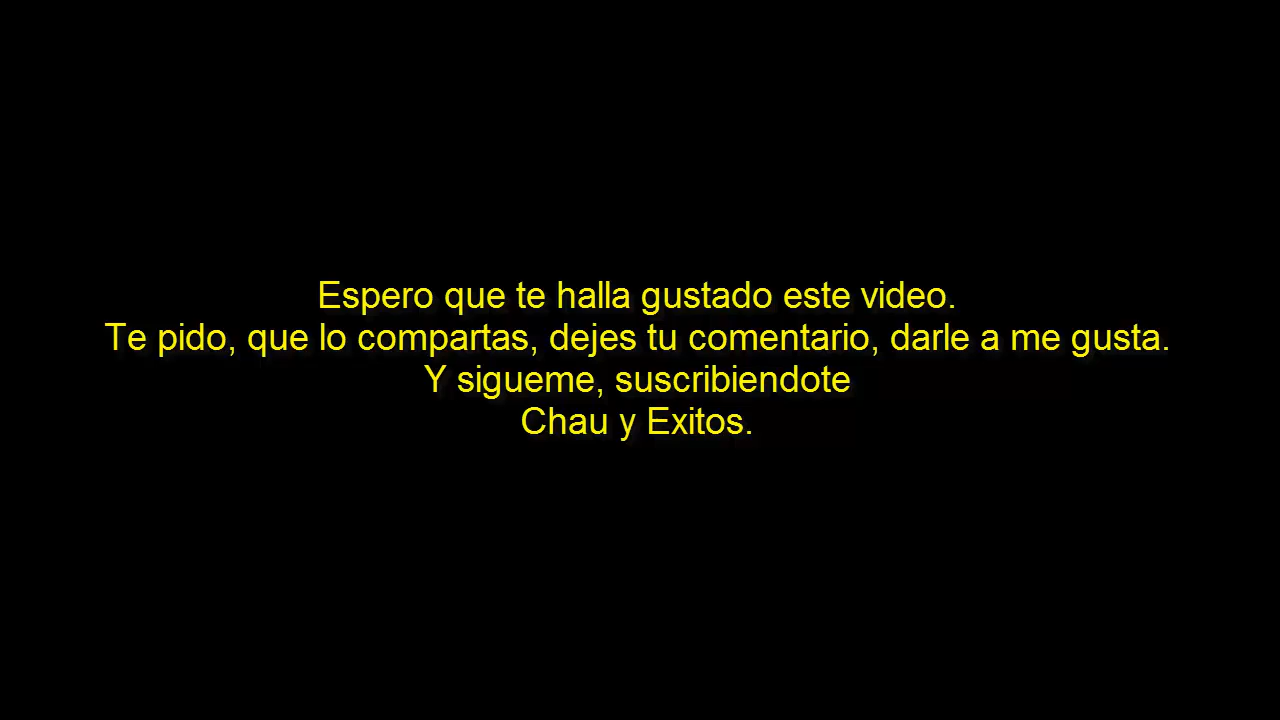 Espero que te halla gustado este video.
Te pido, que lo compartas, dejes tu comentario, darle a me gusta.
Y sigueme, suscribiendote
Chau y Exitos.